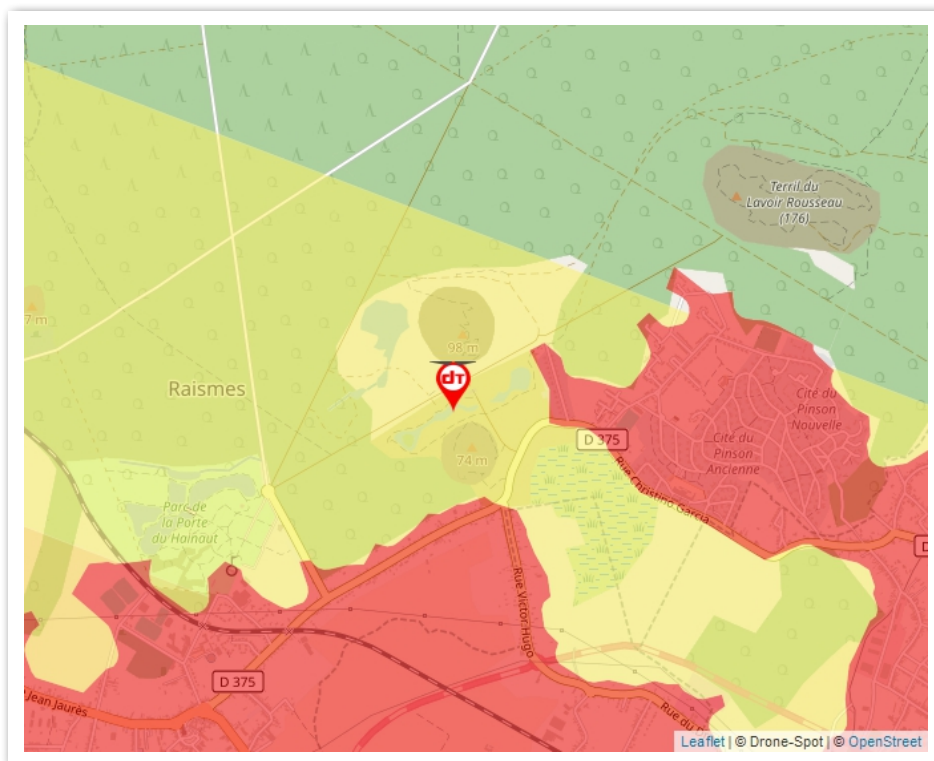 Terril du
Lavoir Rousseau
(176)
7 m
98 m
Raismes
dT
Cité du
Pinson
Nouvelle
D 375
Cité du
Pinson
Ancienne
74 m
Rue Christino Garcia
Parc de
la Porte
du Hainaut
D
Rue Victor Hugo
D 375
Jean Jaurès
Rue du
Leaflet | © Drone-Spot | © OpenStreet